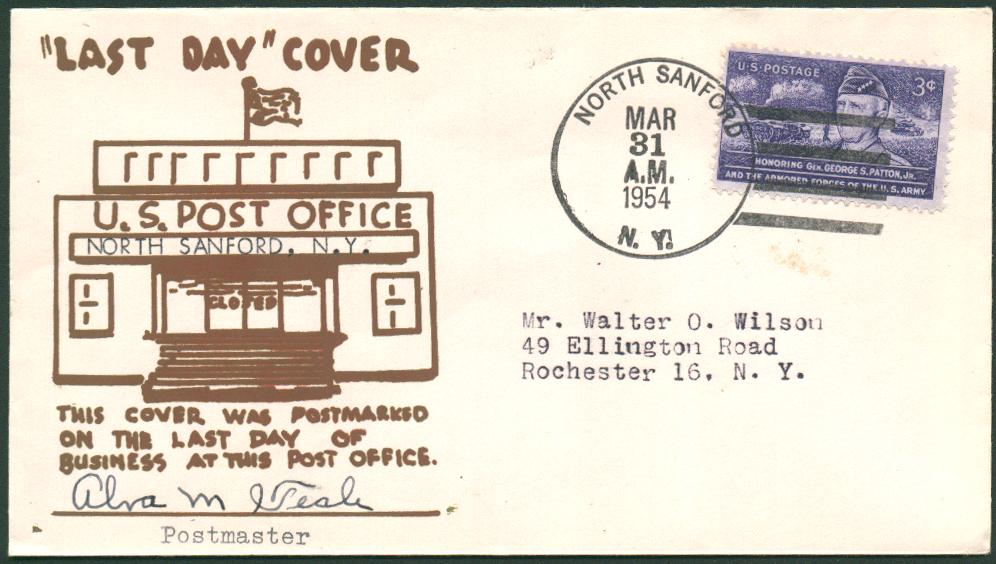 "LAST DAY" COVER
U.S. POST OFFICE
NORTH SANFORD, N.Y.
CLOSED
THIS COVER WAS POSTMARKED
ON THE LAST DAY OF
BUSINESS AT THIS POST OFFICE.
Alva M
Postmaster
NORTH SANFORD
MAR
31
A.M.
1954
N. Y.
U·S·POSTAGE
3¢
HONORING GEN. GEORGE S. PATTON, JR.
AND THE ARMORED FORCES OF THE U.S. ARMY
Mr. Walter O. Wilson
49 Ellington Road
Rochester 16, N. Y.